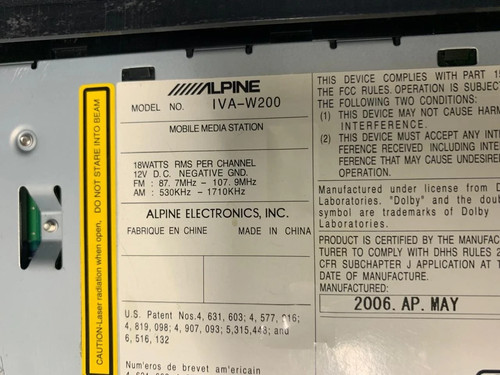 ALPINE
MODEL NO. IVA-W200
MOBILE MEDIA STATION
18WATTS RMS PER CHANNEL
12V D.C. NEGATIVE GND.
FM : 87.7MHz – 107.9MHz
AM : 530KHz – 1710KHz
ALPINE ELECTRONICS, INC.
FABRIQUE EN CHINE MADE IN CHINA
U.S. Patent Nos.4, 631, 603; 4, 577, 216;
4, 819, 098; 4, 907, 093; 5,315,448; and
6, 516, 132
Num'eros de brevet am'ericain
CAUTION-Laser radiation when open, DO NOT STARE INTO BEAM
THIS DEVICE COMPLIES WITH PART 15
THE FCC RULES. OPERATION IS SUBJECT
THE FOLLOWING TWO CONDITIONS:
(1) THIS DEVICE MAY NOT CAUSE HARM
INTERFERENCE.
(2) THIS DEVICE MUST ACCEPT ANY INT
FERENCE RECEIVED INCLUDING INTE
FERENCE THAT MAY CAUSE UNDESIRE
OPERATION.
Manufactured under license from D
Laboratories. "Dolby" and the doub
symbol are trademarks of Dolby
Laboratories.
PRODUCT IS CERTIFIED BY THE MANUFAC
TURER TO COMPLY WITH DHHS RULES 2
CFR SUBCHAPTER J APPLICATION AT T
DATE OF MANUFACTURE.
MANUFACTURED:
2006. AP. MAY